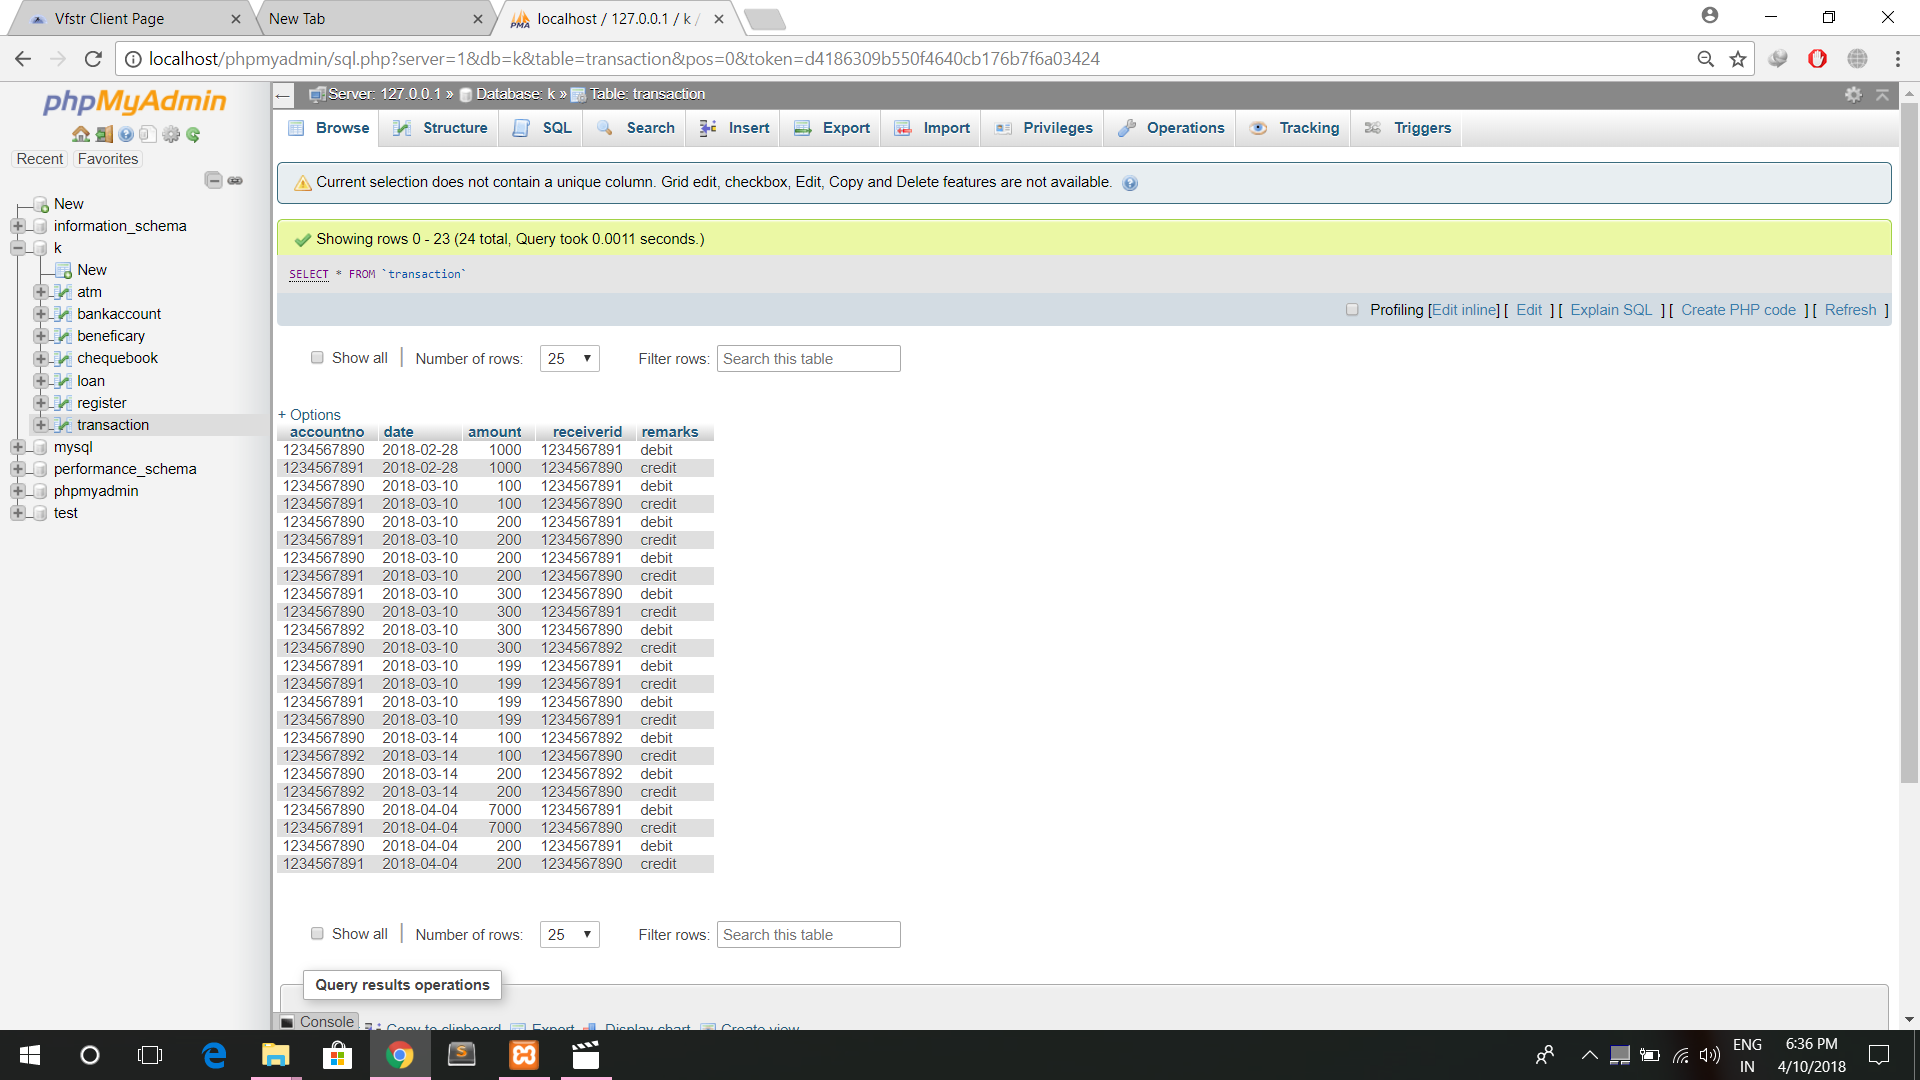 Vfstr Client Page
New Tab
localhost / 127.0.0.1 / k /
localhost/phpmyadmin/sql.php?server=1&db=k&table=transaction&pos=0&token=d4186309b550f4640cb176b7f6a03424
phpMyAdmin
Recent Favorites
New
information_schema
k
New
atm
bankaccount
beneficary
chequebook
loan
register
transaction
mysql
performance_schema
phpmyadmin
test
Server: 127.0.0.1 » Database: k » Table: transaction
Browse Structure SQL Search Insert Export Import Privileges Operations Tracking Triggers
Current selection does not contain a unique column. Grid edit, checkbox, Edit, Copy and Delete features are not available.
Showing rows 0 - 23 (24 total, Query took 0.0011 seconds.)
SELECT * FROM `transaction`
Profiling [Edit inline] [ Edit ] [ Explain SQL ] [ Create PHP code ] [ Refresh ]
Show all | Number of rows: 25 Filter rows: Search this table
+ Options
accountno date amount receiverid remarks
1234567890 2018-02-28 1000 1234567891 debit
1234567891 2018-02-28 1000 1234567890 credit
1234567890 2018-03-10 100 1234567891 debit
1234567891 2018-03-10 100 1234567890 credit
1234567890 2018-03-10 200 1234567891 debit
1234567891 2018-03-10 200 1234567890 credit
1234567890 2018-03-10 200 1234567891 debit
1234567891 2018-03-10 200 1234567890 credit
1234567891 2018-03-10 300 1234567890 debit
1234567890 2018-03-10 300 1234567891 credit
1234567892 2018-03-10 300 1234567890 debit
1234567890 2018-03-10 300 1234567892 credit
1234567891 2018-03-10 199 1234567891 debit
1234567891 2018-03-10 199 1234567891 credit
1234567891 2018-03-10 199 1234567890 debit
1234567890 2018-03-10 199 1234567891 credit
1234567890 2018-03-14 100 1234567892 debit
1234567892 2018-03-14 100 1234567890 credit
1234567890 2018-03-14 200 1234567892 debit
1234567892 2018-03-14 200 1234567890 credit
1234567890 2018-04-04 7000 1234567891 debit
1234567891 2018-04-04 7000 1234567890 credit
1234567890 2018-04-04 200 1234567891 debit
1234567891 2018-04-04 200 1234567890 credit
Show all | Number of rows: 25 Filter rows: Search this table
Query results operations
Console
Copy to clipboard Export Display chart Create view
ENG 6:36 PM
IN 4/10/2018